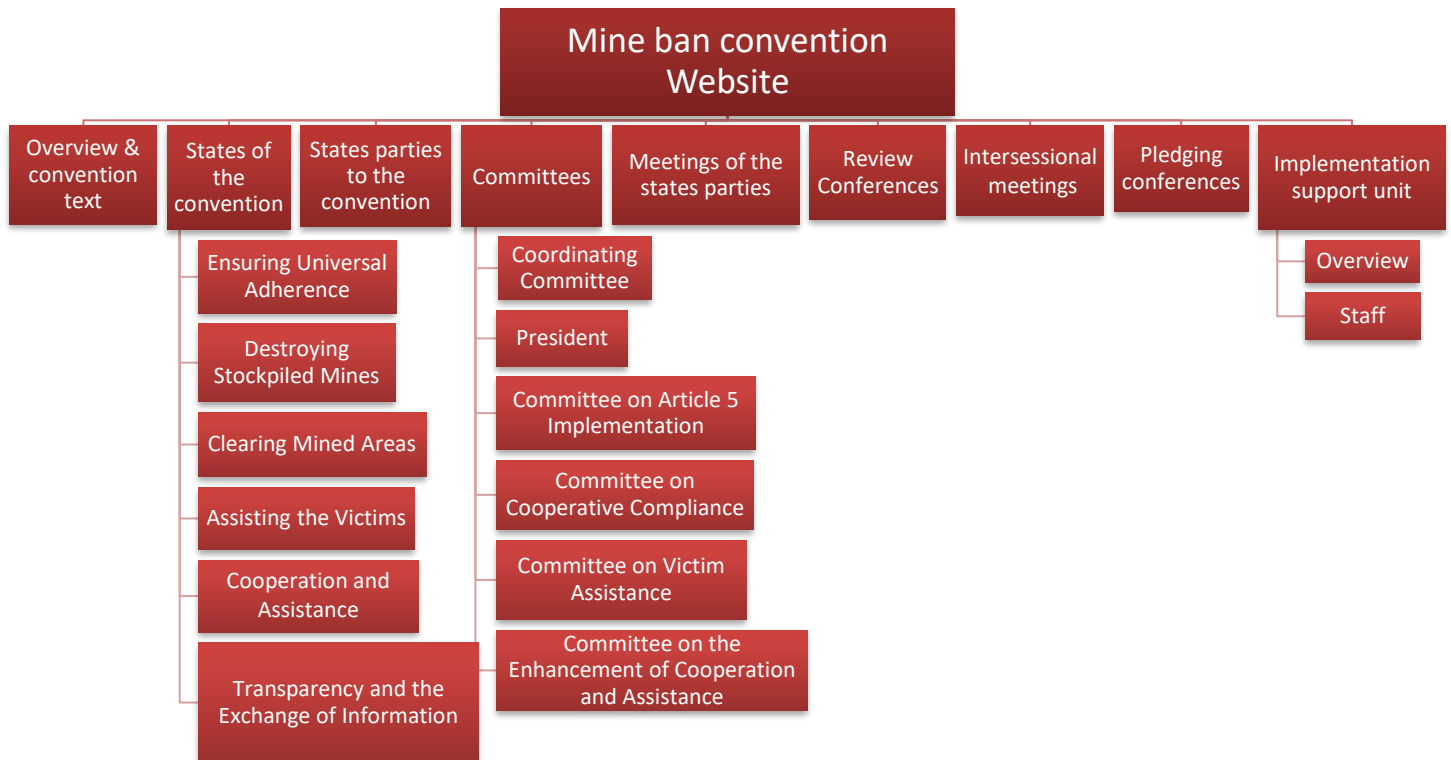 Mine ban convention
Website
Overview &
convention
text
States of
the
convention
States parties
to the
convention
Committees
Meetings of the
states parties
Review
Conferences
Intersessional
meetings
Pledging
conferences
Implementation
support unit
Ensuring Universal
Adherence
Destroying
Stockpiled Mines
Clearing Mined Areas
Assisting the Victims
Cooperation and
Assistance
Transparency and the
Exchange of Information
Coordinating
Committee
President
Committee on Article 5
Implementation
Committee on
Cooperative Compliance
Committee on Victim
Assistance
Committee on the
Enhancement of Cooperation
and Assistance
Overview
Staff